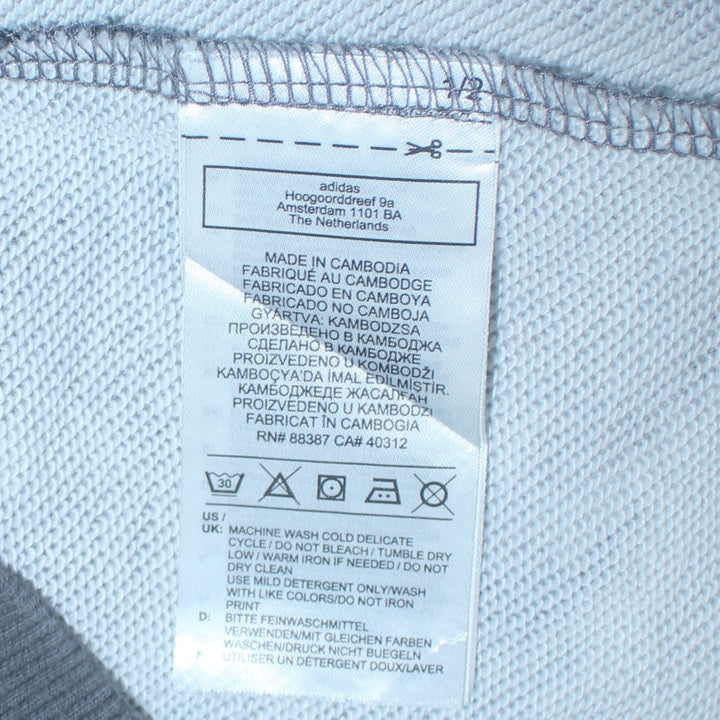 1/2
adidas
Hoogoorddreef 9a
Amsterdam 1101 BA
The Netherlands
MADE IN CAMBODIA
FABRIQUÉ AU CAMBODGE
FABRICADO EN CAMBOYA
FABRICADO NO CAMBOJA
GYÁRTVA: KAMBODZSA
ПРОИЗВЕДЕНО В КАМБОДЖА
СДЕЛАНО В КАМБОДЖЕ
PROIZVEDENO U KOMBODŽI
KAMBOÇYA'DA İMAL EDİLMİŞTİR.
КАМБОДЖЕДЕ ЖАСАЛҒАН
PROIZVEDENO U KAMBODŽI
FABRICAT ÎN CAMBOGIA
RN# 88387 CA# 40312
30
US /
UK: MACHINE WASH COLD DELICATE
CYCLE / DO NOT BLEACH / TUMBLE DRY
LOW / WARM IRON IF NEEDED / DO NOT
DRY CLEAN
USE MILD DETERGENT ONLY/WASH
WITH LIKE COLORS/DO NOT IRON
PRINT
D: BITTE FEINWASCHMITTEL
VERWENDEN/MIT GLEICHEN FARBEN
WASCHEN/DRUCK NICHT BUEGELN
F: UTILISER UN DÉTERGENT DOUX/LAVER